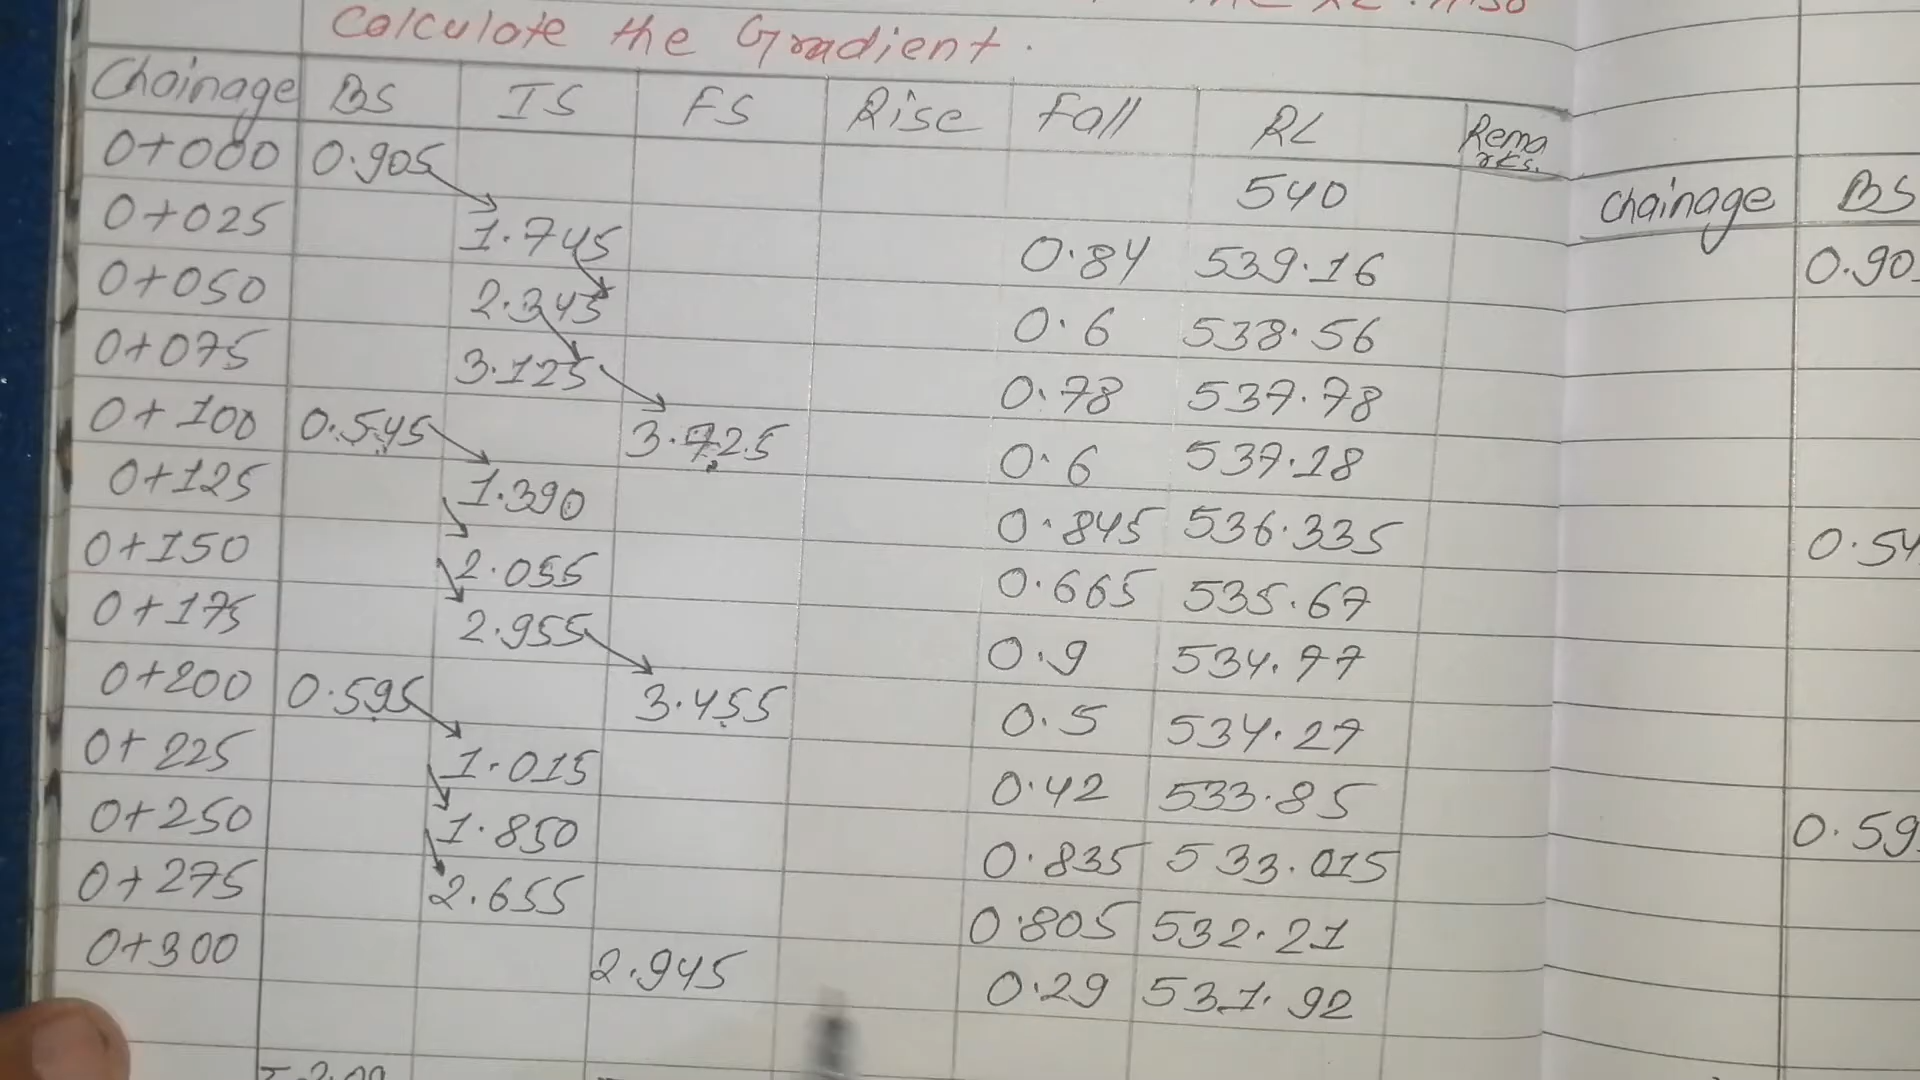 Calculate the Gradient.
Chainage BS IS FS Rise Fall RL Rema
rks.
0+000 0.905 540
0+025 1.745 0.84 539.16
0+050 2.345 0.6 538.56
0+075 3.125 0.78 537.78
0+100 0.545 3.725 0.6 537.18
0+125 1.390 0.845 536.335
0+150 2.055 0.665 535.67
0+175 2.955 0.9 534.77
0+200 0.595 3.455 0.5 534.27
0+225 1.015 0.42 533.85
0+250 1.850 0.835 533.015
0+275 2.655 0.805 532.21
0+300 2.945 0.29 531.92
Chainage BS
0.90
0.54
0.59